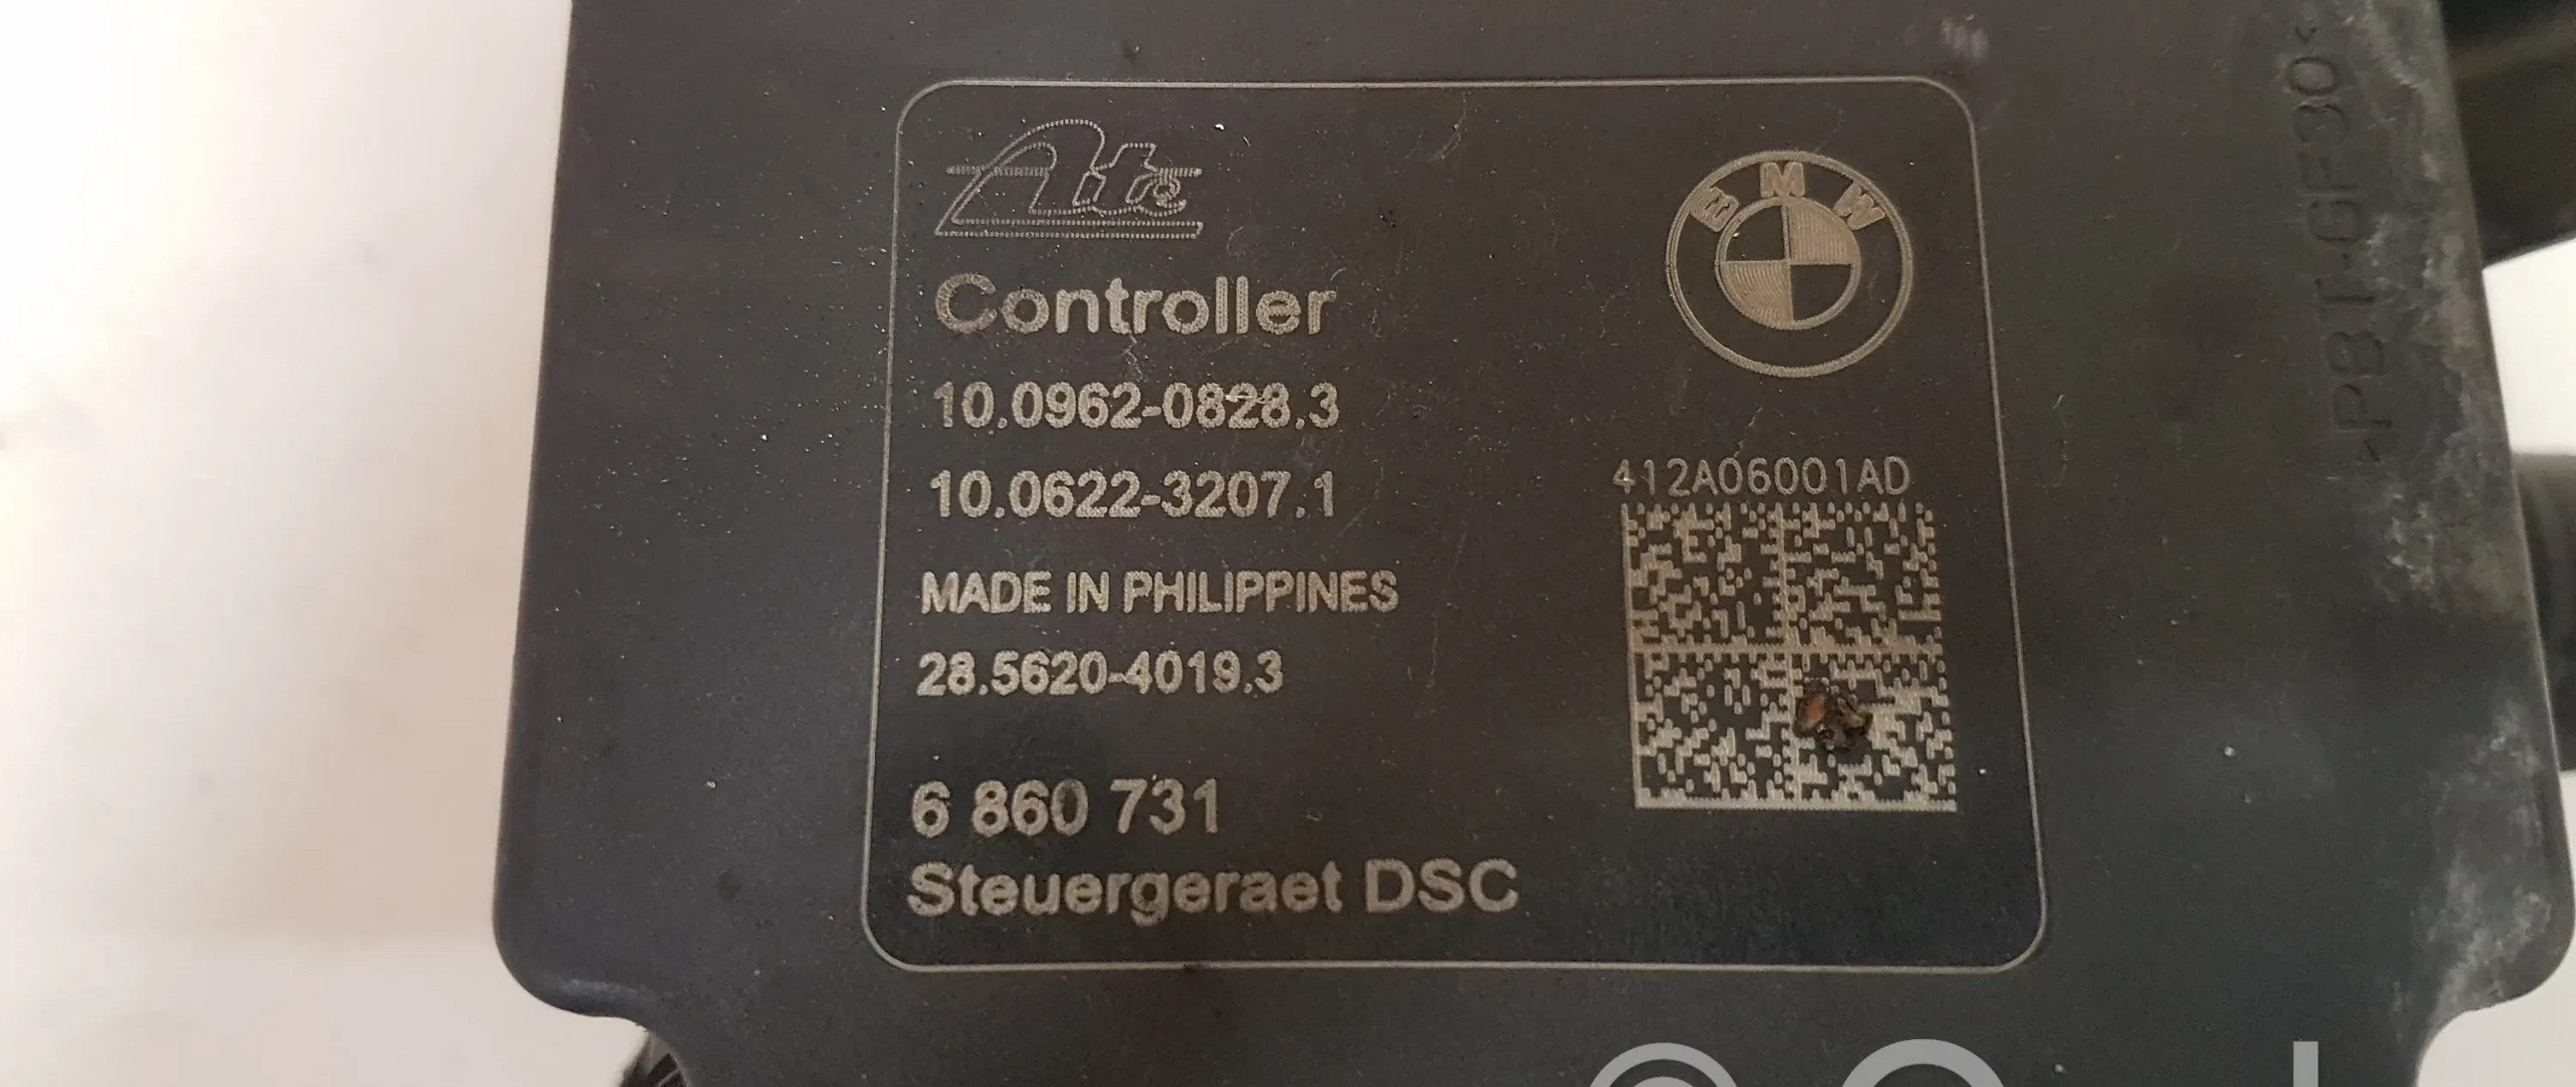 Ate
BMW
Controller
10.0962-0828.3
10.0622-3207.1
412A06001AD
MADE IN PHILIPPINES
28.5620-4019.3
6 860 731
Steuergeraet DSC
>PBT-GF30<